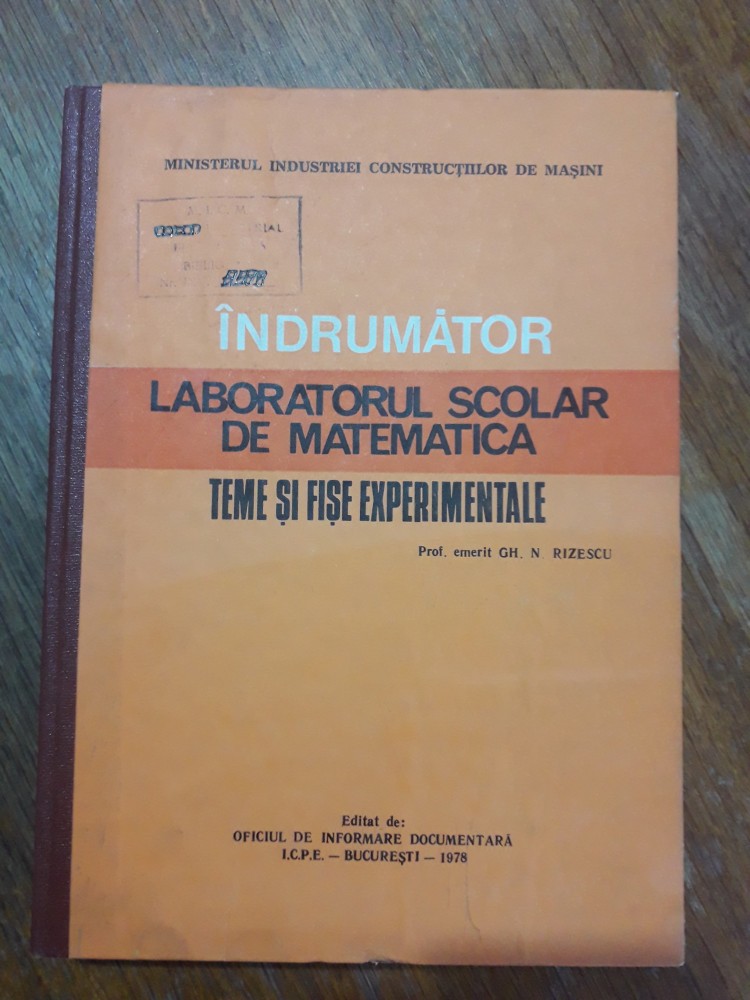 MINISTERUL INDUSTRIEI CONSTRUCȚIILOR DE MAȘINI
ÎNDRUMĂTOR
LABORATORUL SCOLAR
DE MATEMATICA
TEME ȘI FIȘE EXPERIMENTALE
Prof. emerit GH. N. RIZESCU
Editat de:
OFICIUL DE INFORMARE DOCUMENTARĂ
I.C.P.E. — BUCUREȘTI — 1978